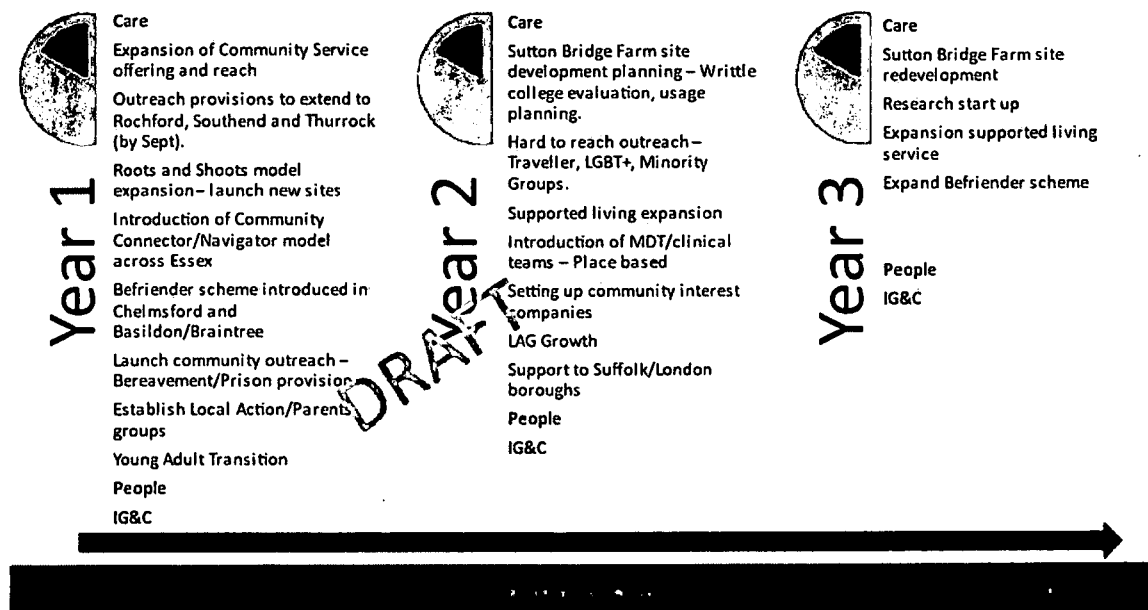 Year 1
Care
Expansion of Community Service
offering and reach
Outreach provisions to extend to
Rochford, Southend and Thurrock
(by Sept).
Roots and Shoots model
expansion– launch new sites
Introduction of Community
Connector/Navigator model
across Essex
Befriender scheme introduced in
Chelmsford and
Basildon/Braintree
Launch community outreach –
Bereavement/Prison provision
Establish Local Action/Parents
groups
Young Adult Transition
People
IG&C
Year 2
Care
Sutton Bridge Farm site
development planning – Writtle
college evaluation, usage
planning.
Hard to reach outreach–
Traveller, LGBT+, Minority
Groups.
Supported living expansion
Introduction of MDT/clinical
teams – Place based
Setting up community interest
companies
LAG Growth
Support to Suffolk/London
boroughs
People
IG&C
Year 3
Care
Sutton Bridge Farm site
redevelopment
Research start up
Expansion supported living
service
Expand Befriender scheme
People
IG&C
DRAFT